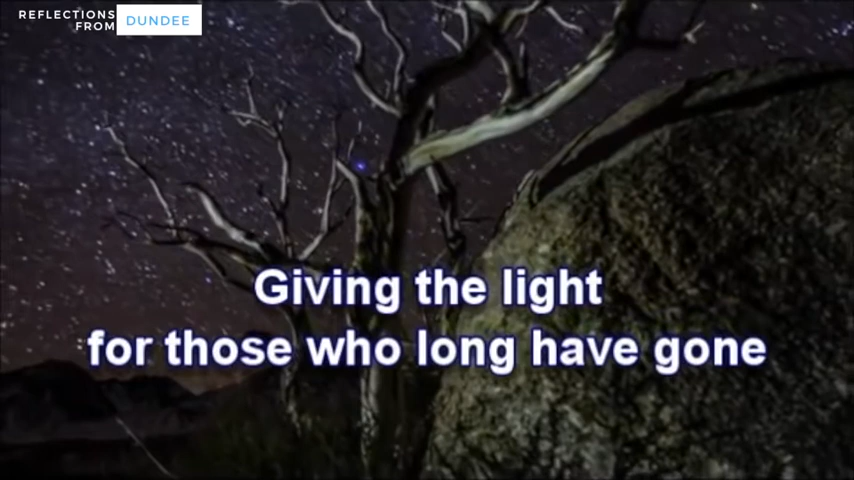 REFLECTIONS
FROM DUNDEE
Giving the light
for those who long have gone